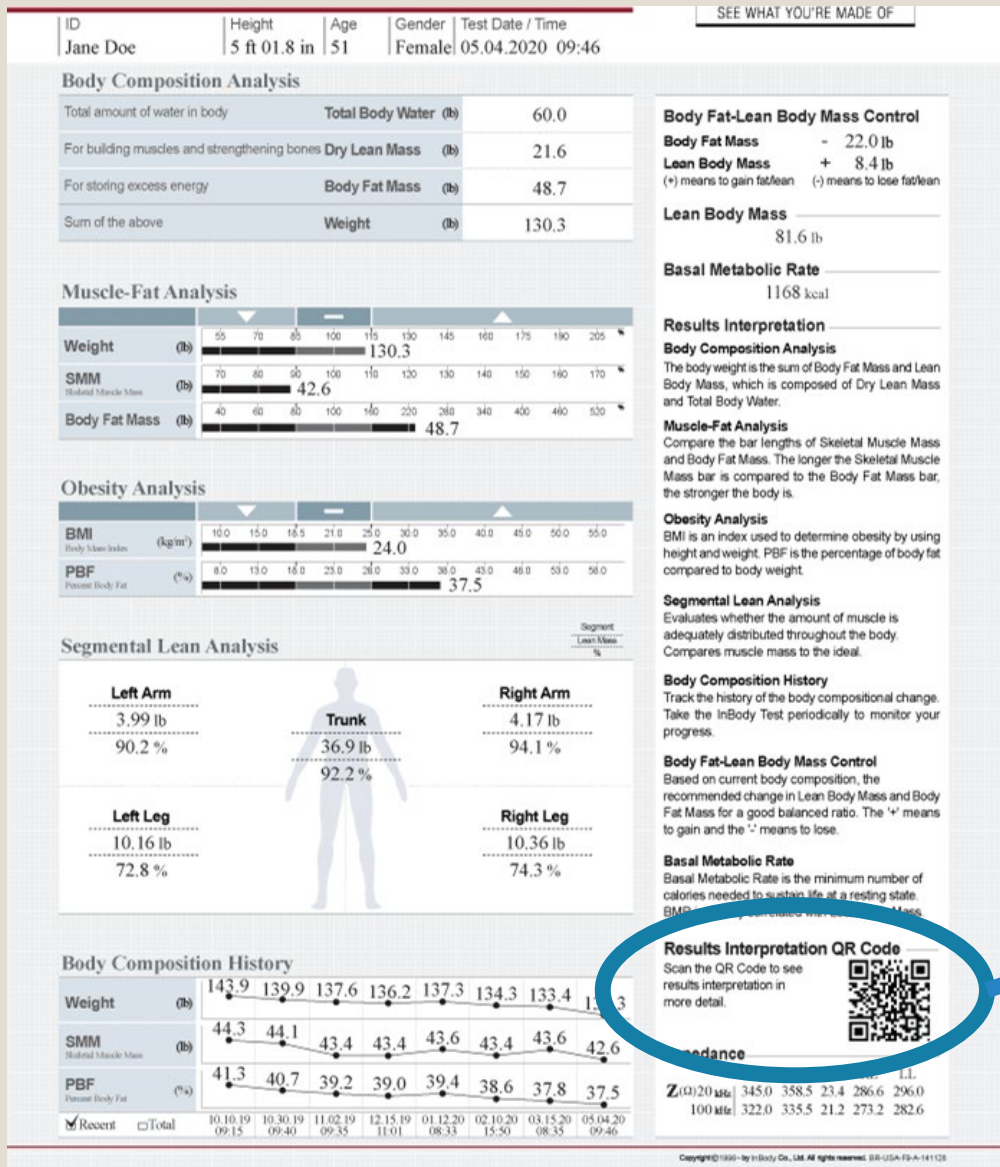 SEE WHAT YOU'RE MADE OF
ID Height Age Gender Test Date / Time
Jane Doe 5 ft 01.8 in 51 Female 05.04.2020 09:46
Body Composition Analysis
Total amount of water in body Total Body Water (lb) 60.0
For building muscles and strengthening bones Dry Lean Mass (lb) 21.6
For storing excess energy Body Fat Mass (lb) 48.7
Sum of the above Weight (lb) 130.3
Muscle-Fat Analysis
55 70 85 100 115 130 145 160 175 190 205 %
Weight (lb) 130.3
70 80 90 100 110 120 130 140 150 160 170 %
SMM (lb) 42.6
Skeletal Muscle Mass
40 60 80 100 160 220 280 340 400 460 520 %
Body Fat Mass (lb) 48.7
Obesity Analysis
10.0 15.0 18.5 21.0 25.0 30.0 35.0 40.0 45.0 50.0 55.0
BMI (kg/m²) 24.0
Body Mass Index
8.0 13.0 18.0 23.0 28.0 33.0 38.0 43.0 48.0 53.0 58.0
PBF (%) 37.5
Percent Body Fat
Segmental Lean Analysis
Segment
Lean Mass
%
Left Arm
3.99 lb
90.2 %
Trunk
36.9 lb
92.2 %
Right Arm
4.17 lb
94.1 %
Left Leg
10.16 lb
72.8 %
Right Leg
10.36 lb
74.3 %
Body Composition History
Weight (lb) 143.9 139.9 137.6 136.2 137.3 134.3 133.4
SMM (lb) 44.3 44.1 43.4 43.4 43.6 43.4 43.6 42.6
Skeletal Muscle Mass
PBF (%) 41.3 40.7 39.2 39.0 39.4 38.6 37.8 37.5
Percent Body Fat
Recent Total 10.10.19 10.30.19 11.02.19 12.15.19 01.12.20 02.10.20 03.15.20 05.04.20
09:15 09:40 09:35 11:01 08:33 15:50 08:35 09:46
Body Fat-Lean Body Mass Control
Body Fat Mass - 22.0 lb
Lean Body Mass + 8.4 lb
(+) means to gain fat/lean (-) means to lose fat/lean
Lean Body Mass
81.6 lb
Basal Metabolic Rate
1168 kcal
Results Interpretation
Body Composition Analysis
The body weight is the sum of Body Fat Mass and Lean
Body Mass, which is composed of Dry Lean Mass
and Total Body Water.
Muscle-Fat Analysis
Compare the bar lengths of Skeletal Muscle Mass
and Body Fat Mass. The longer the Skeletal Muscle
Mass bar is compared to the Body Fat Mass bar,
the stronger the body is.
Obesity Analysis
BMI is an index used to determine obesity by using
height and weight. PBF is the percentage of body fat
compared to body weight.
Segmental Lean Analysis
Evaluates whether the amount of muscle is
adequately distributed throughout the body.
Compares muscle mass to the ideal.
Body Composition History
Track the history of the body compositional change.
Take the InBody Test periodically to monitor your
progress.
Body Fat-Lean Body Mass Control
Based on current body composition, the
recommended change in Lean Body Mass and Body
Fat Mass for a good balanced ratio. The '+' means
to gain and the '-' means to lose.
Basal Metabolic Rate
Basal Metabolic Rate is the minimum number of
calories needed to sustain life at a resting state.
Results Interpretation QR Code
Scan the QR Code to see
results interpretation in
more detail.
LL
Z(Ω)20 kHz 345.0 358.5 23.4 286.6 296.0
100 kHz 322.0 335.5 21.2 273.2 282.6
Copyright©1996~ by InBody Co., Ltd. All rights reserved. BR-USA-F9-A-141128